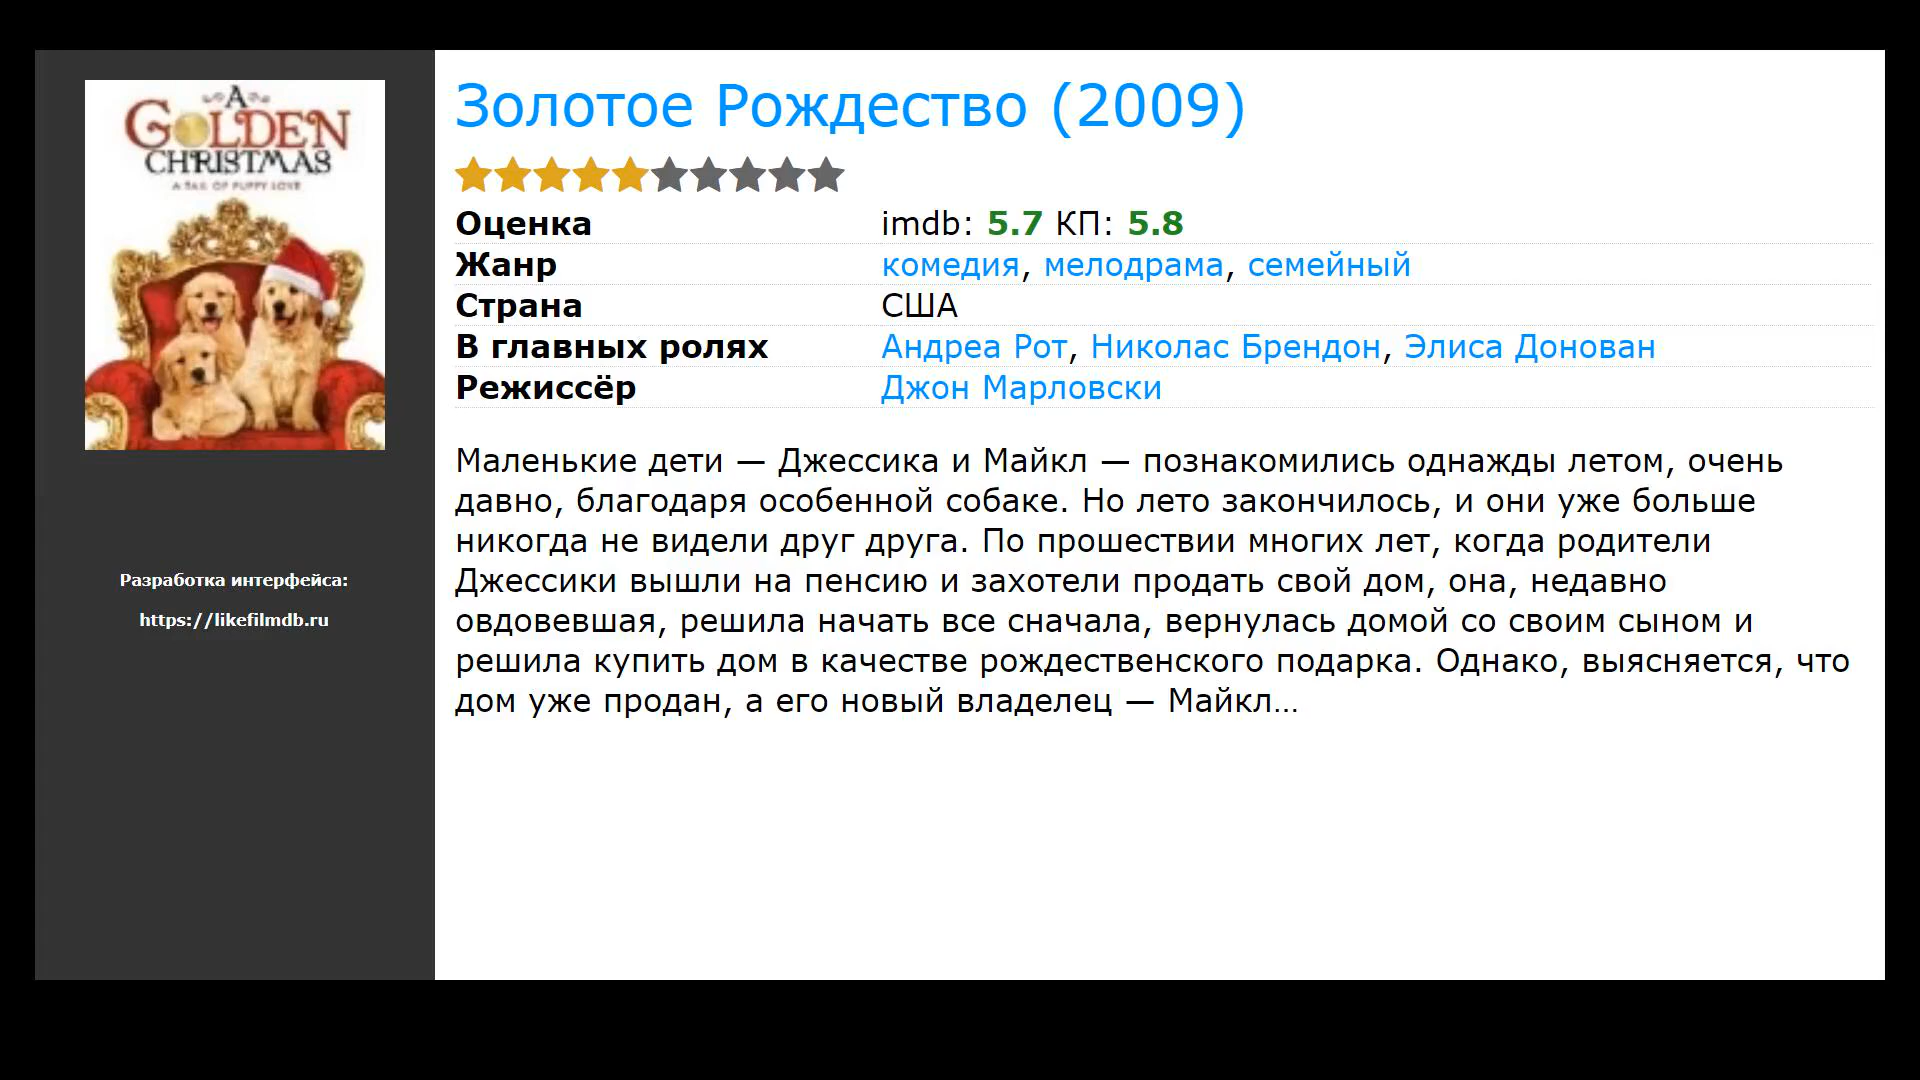 A
GOLDEN
CHRISTMAS
A TAIL OF PUPPY LOVE
Разработка интерфейса:
https://likefilmdb.ru
Золотое Рождество (2009)
Оценка imdb: 5.7 КП: 5.8
Жанр комедия, мелодрама, семейный
Страна США
В главных ролях Андреа Рот, Николас Брендон, Элиса Донован
Режиссёр Джон Марловски
Маленькие дети — Джессика и Майкл — познакомились однажды летом, очень
давно, благодаря особенной собаке. Но лето закончилось, и они уже больше
никогда не видели друг друга. По прошествии многих лет, когда родители
Джессики вышли на пенсию и захотели продать свой дом, она, недавно
овдовевшая, решила начать все сначала, вернулась домой со своим сыном и
решила купить дом в качестве рождественского подарка. Однако, выясняется, что
дом уже продан, а его новый владелец — Майкл...